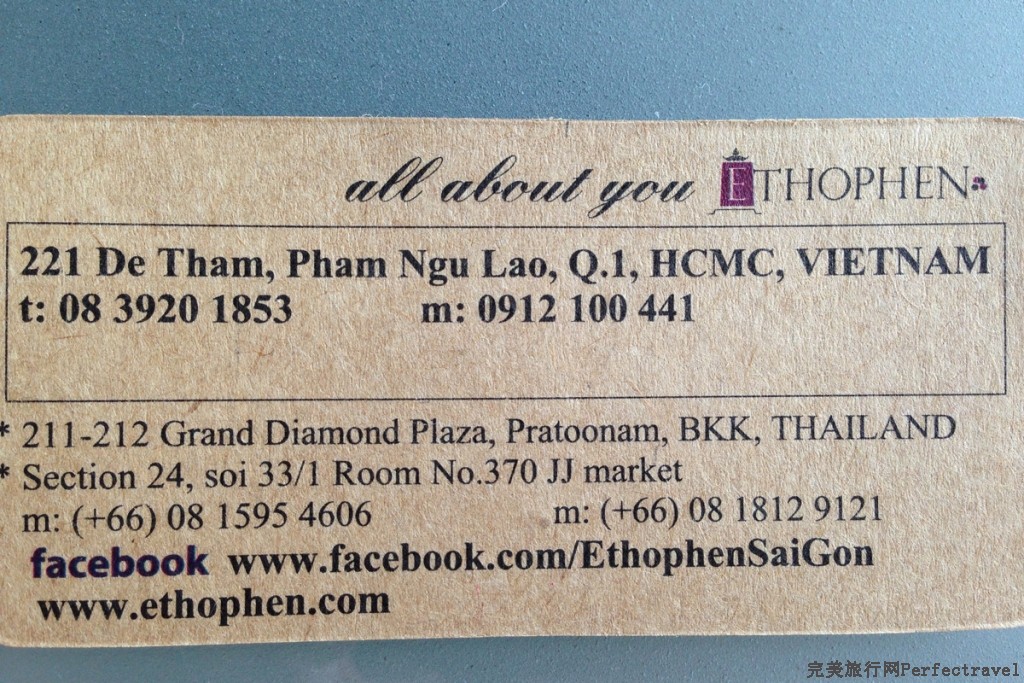 all about you ETHOPHEN
221 De Tham, Pham Ngu Lao, Q.1, HCMC, VIETNAM
t: 08 3920 1853 m: 0912 100 441
* 211-212 Grand Diamond Plaza, Pratoonam, BKK, THAILAND
* Section 24, soi 33/1 Room No.370 JJ market
m: (+66) 08 1595 4606 m: (+66) 08 1812 9121
facebook www.facebook.com/EthophenSaiGon
www.ethophen.com
完美旅行网Perfectravel